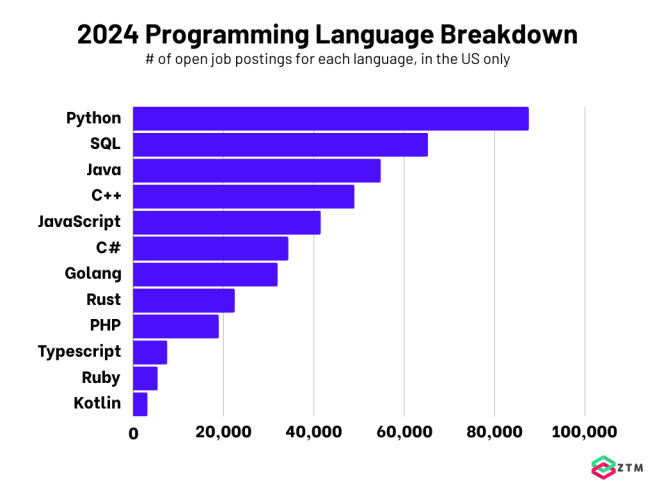 2024 Programming Language Breakdown
# of open job postings for each language, in the US only
Python
SQL
Java
C++
JavaScript
C#
Golang
Rust
PHP
Typescript
Ruby
Kotlin
0 20,000 40,000 60,000 80,000 100,000
ZTM